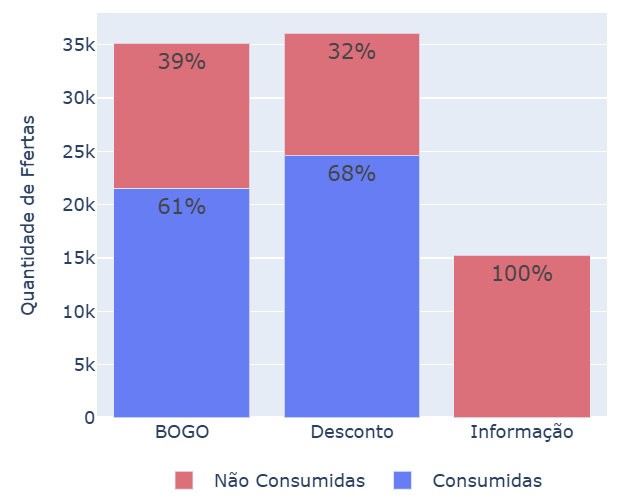 Quantidade de Ffertas
35k
30k
25k
20k
15k
10k
5k
0
39%
32%
61%
68%
100%
BOGO Desconto Informação
Não Consumidas Consumidas